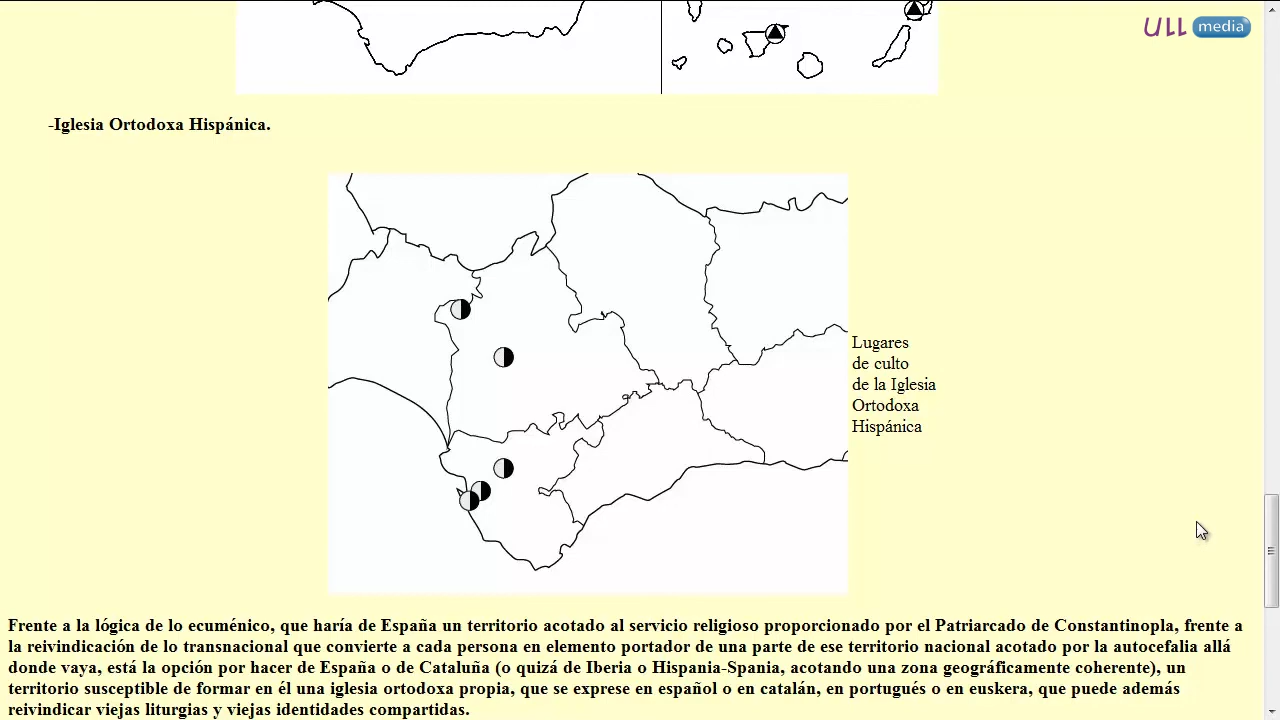 ULL media
-Iglesia Ortodoxa Hispánica.
Lugares
de culto
de la Iglesia
Ortodoxa
Hispánica
Frente a la lógica de lo ecuménico, que haría de España un territorio acotado al servicio religioso proporcionado por el Patriarcado de Constantinopla, frente a
la reivindicación de lo transnacional que convierte a cada persona en elemento portador de una parte de ese territorio nacional acotado por la autocefalia allá
donde vaya, está la opción por hacer de España o de Cataluña (o quizá de Iberia o Hispania-Spania, acotando una zona geográficamente coherente), un
territorio susceptible de formar en él una iglesia ortodoxa propia, que se exprese en español o en catalán, en portugués o en euskera, que puede además
reivindicar viejas liturgias y viejas identidades compartidas.